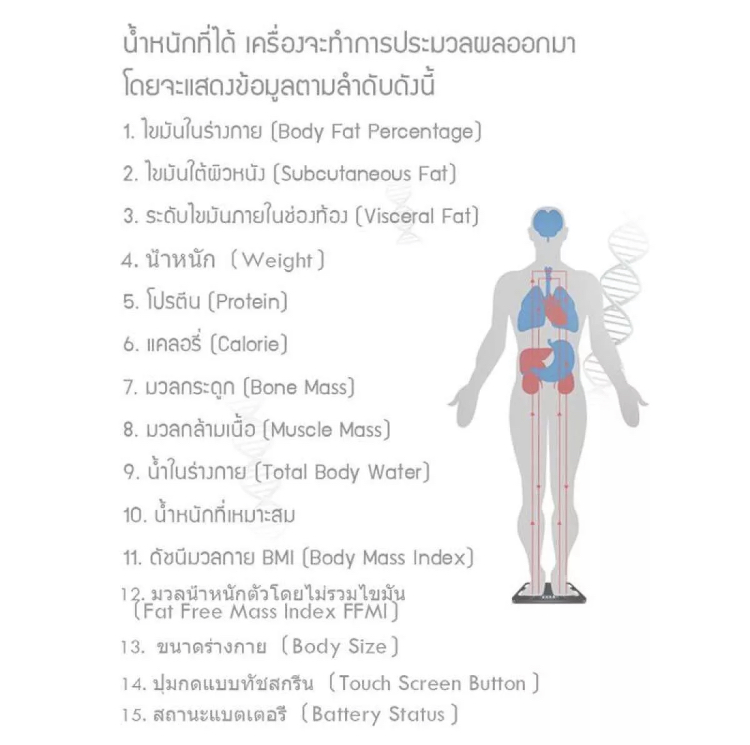 น้ำหนักที่ได้ เครื่องจะทำการประมวลผลออกมา
โดยจะแสดงข้อมูลตามลำดับดังนี้
1. ไขมันในร่างกาย (Body Fat Percentage)
2. ไขมันใต้ผิวหนัง (Subcutaneous Fat)
3. ระดับไขมันภายในช่องท้อง (Visceral Fat)
4. น้ำหนัก (Weight)
5. โปรตีน (Protein)
6. แคลอรี่ (Calorie)
7. มวลกระดูก (Bone Mass)
8. มวลกล้ามเนื้อ (Muscle Mass)
9. น้ำในร่างกาย (Total Body Water)
10. น้ำหนักที่เหมาะสม
11. ดัชนีมวลกาย BMI (Body Mass Index)
12. มวลน้ำหนักตัวโดยไม่รวมไขมัน
(Fat Free Mass Index FFMI)
13. ขนาดร่างกาย (Body Size)
14. ปุ่มกดแบบทัชสกรีน (Touch Screen Button)
15. สถานะแบตเตอรี่ (Battery Status)